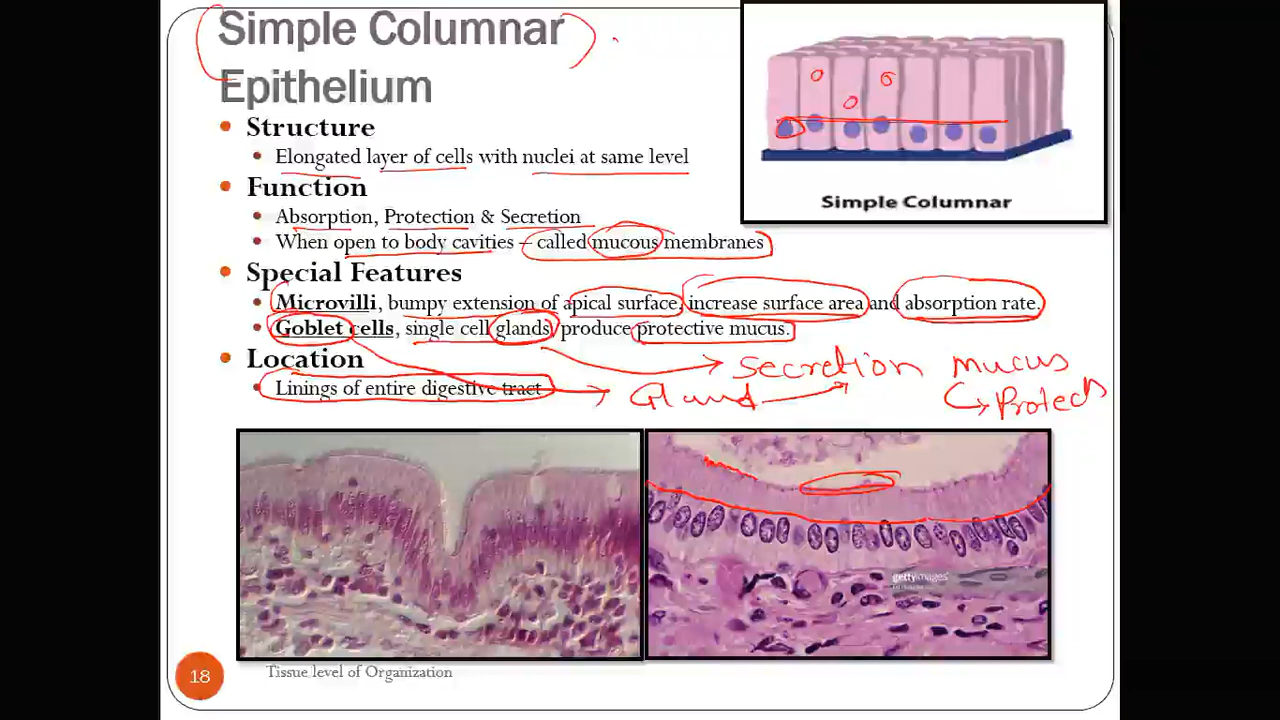 Simple Columnar
Epithelium
• Structure
• Elongated layer of cells with nuclei at same level
• Function
• Absorption, Protection & Secretion
• When open to body cavities – called mucous membranes
• Special Features
• Microvilli, bumpy extension of apical surface, increase surface area and absorption rate.
• Goblet cells, single cell glands, produce protective mucus.
• Location
• Linings of entire digestive tract
Secretion mucus
Gland
Protects
Simple Columnar
gettyimages
18
Tissue level of Organization